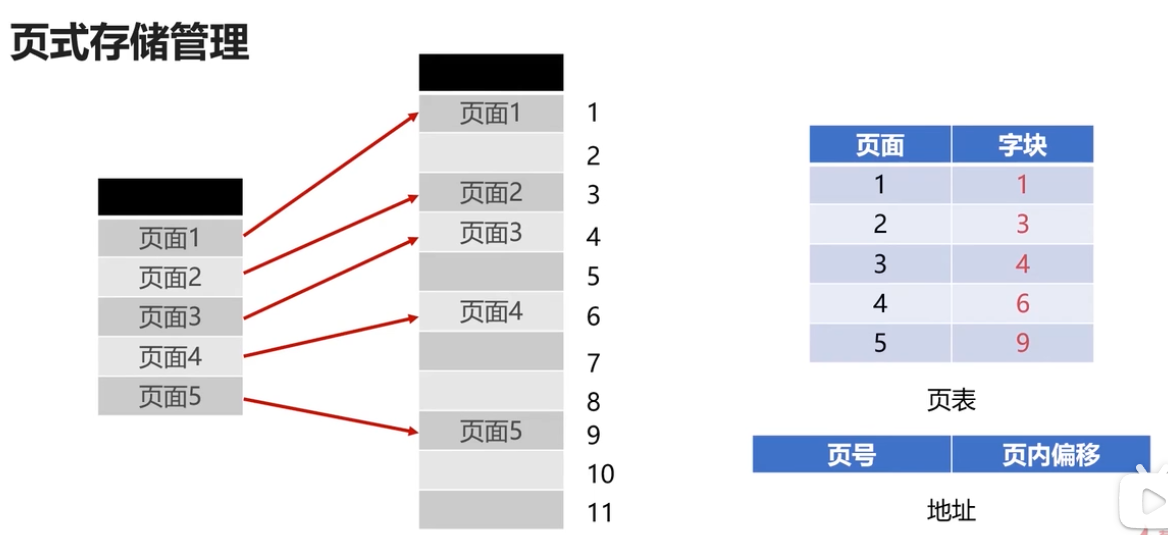 页式存储管理
页面1
页面2
页面3
页面4
页面5
页面1 1
2
页面2 3
页面3 4
5
页面4 6
7
8
页面5 9
10
11
页面 字块
1 1
2 3
3 4
4 6
5 9
页表
页号 页内偏移
地址